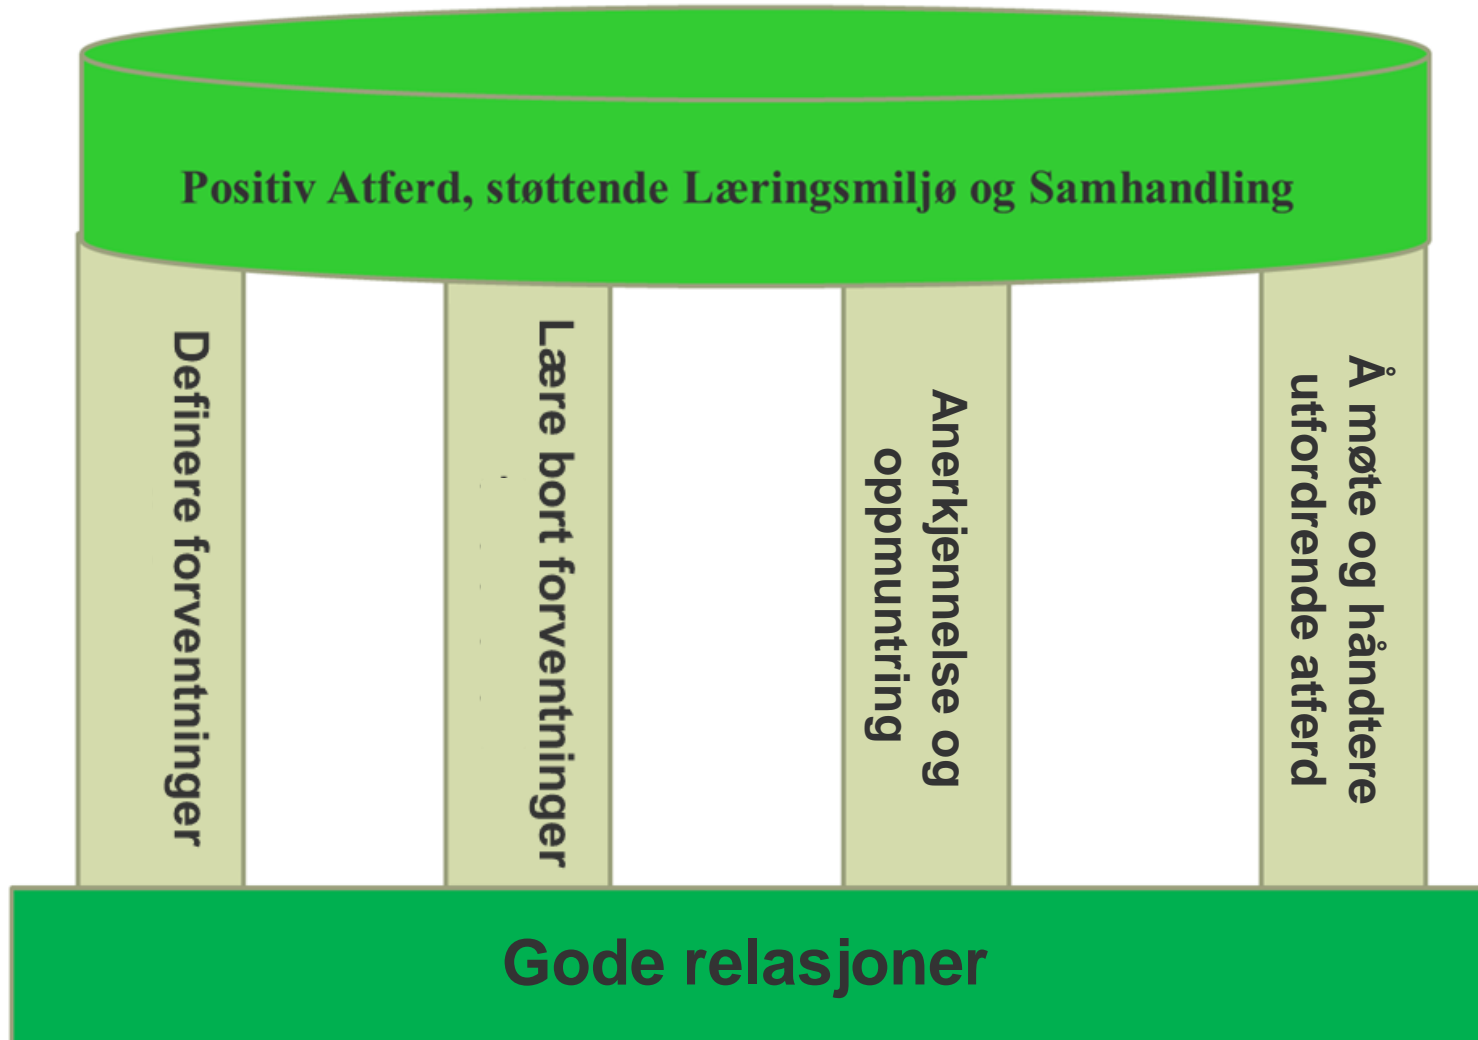 Positiv Atferd, støttende Læringsmiljø og Samhandling
Definere forventninger
Lære bort forventninger
Anerkjennelse og
oppmuntring
Å møte og håndtere
utfordrende atferd
Gode relasjoner